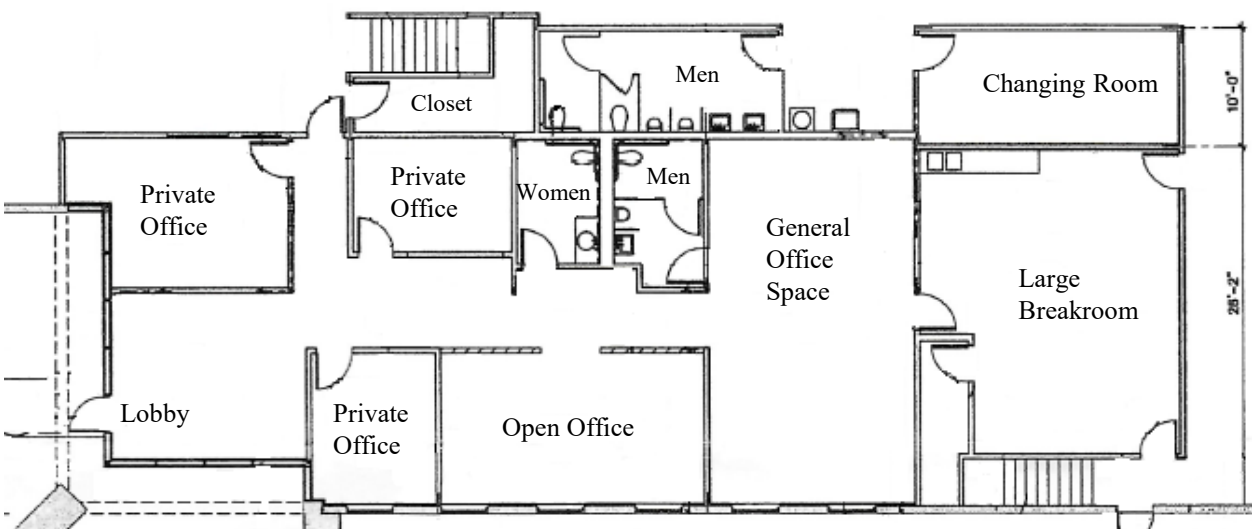 Men
Changing Room
10'-0"
Closet
Private
Office
Private
Office
Women
Men
General
Office
Space
Large
Breakroom
28'-2"
Lobby
Private
Office
Open Office